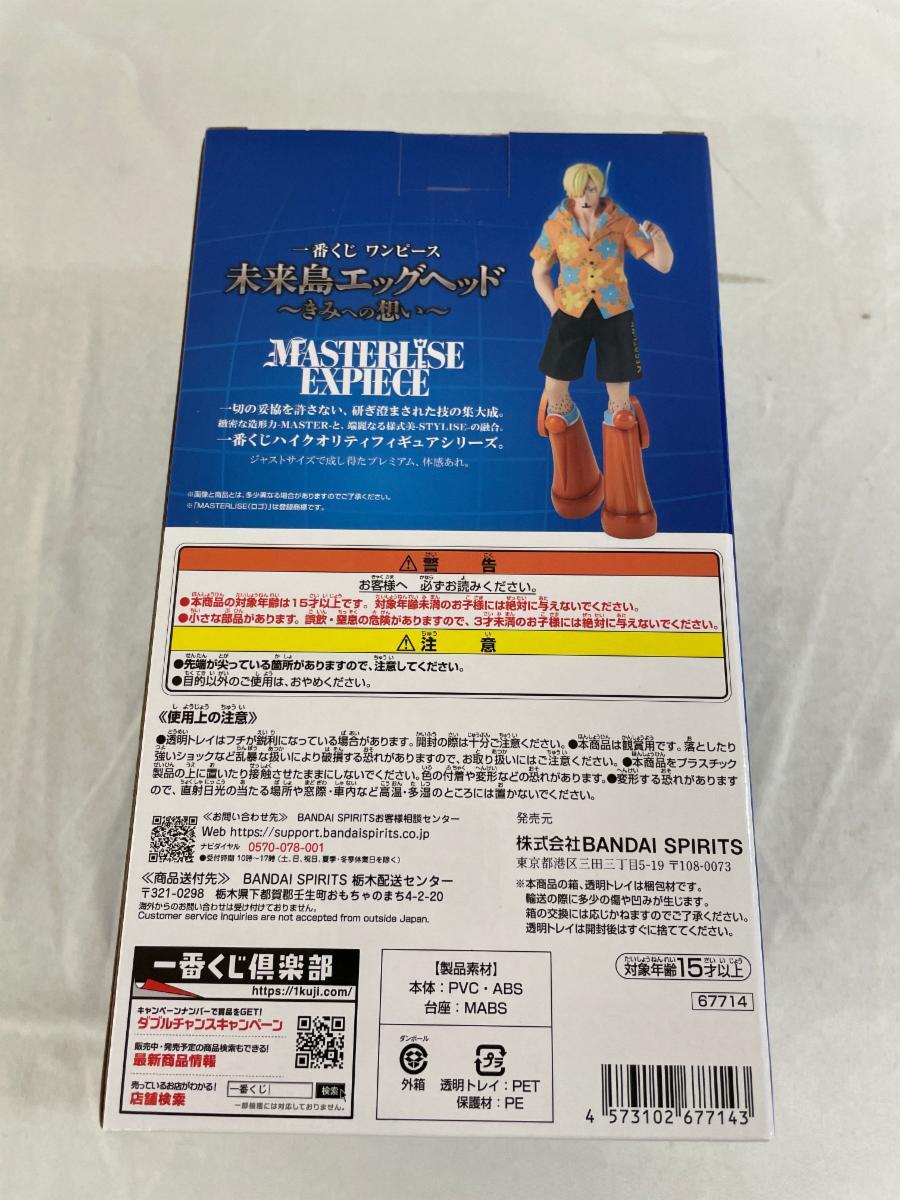 一番くじ ワンピース
未来島エッグヘッド
～きみへの想い～
MASTERLISE
EXPIECE
一切の妥協を許さない、研ぎ澄まされた技の集大成。
緻密な造形力-MASTER-と、端麗なる様式美-STYLISE-の融合。
一番くじハイクオリティフィギュアシリーズ。
ジャストサイズで成し得たプレミアム、体感あれ。
※画像と商品とは、多少異なる場合がありますのでご了承ください。
※「MASTERLISE(ロゴ)」は登録商標です。
⚠警告
お客様へ 必ずお読みください。
●本商品の対象年齢は15才以上です。対象年齢未満のお子様には絶対に与えないでください。
●小さな部品があります。誤飲・窒息の危険がありますので、3才未満のお子様には絶対に与えないでください。
⚠注意
●先端が尖っている箇所がありますので、注意してください。
●目的以外のご使用は、おやめください。
《使用上の注意》
●透明トレイはフチが鋭利になっている場合があります。開封の際は十分ご注意ください。●本商品は観賞用です。落としたり
強いショックなど乱暴な扱いにより破損する恐れがありますので、お取り扱いにはご注意ください。●本商品をプラスチック
製品の上に置いたり接触させたままにしないでください。色の付着や変形などの恐れがあります。●変形する恐れがあります
ので、直射日光の当たる場所や窓際・車内など高温・多湿のところには置かないでください。
≪お問い合わせ先≫ BANDAI SPIRITSお客様相談センター
Web https://support.bandaispirits.co.jp
ナビダイヤル 0570-078-001
●受付時間 10時～17時(土、日、祝日、夏季・冬季休業日を除く)
≪商品送付先≫ BANDAI SPIRITS 栃木配送センター
〒321-0298 栃木県下都賀郡壬生町おもちゃのまち4-2-20
海外からのお問い合わせは受け付けておりません。
Customer service inquiries are not accepted from outside Japan.
発売元
株式会社BANDAI SPIRITS
東京都港区三田三丁目5-19 〒108-0073
※本商品の箱、透明トレイは梱包材です。
輸送の際に多少の傷や凹みが生じます。
箱の交換には応じかねますのでご了承ください。
透明トレイは開封後はすぐに捨ててください。
一番くじ倶楽部
https://1kuji.com/
キャンペーンナンバーで賞品をGET!
ダブルチャンスキャンペーン
販売中・発売予定の商品検索もできる!
最新商品情報
売っているお店がわかる!
店舗検索
一番くじ 検索
一部機種には対応しておりません。
【製品素材】
本体：PVC・ABS
台座：MABS
ダンボール
外箱
プラ
透明トレイ：PET
保護材：PE
対象年齢15才以上
67714
4 573102 677143